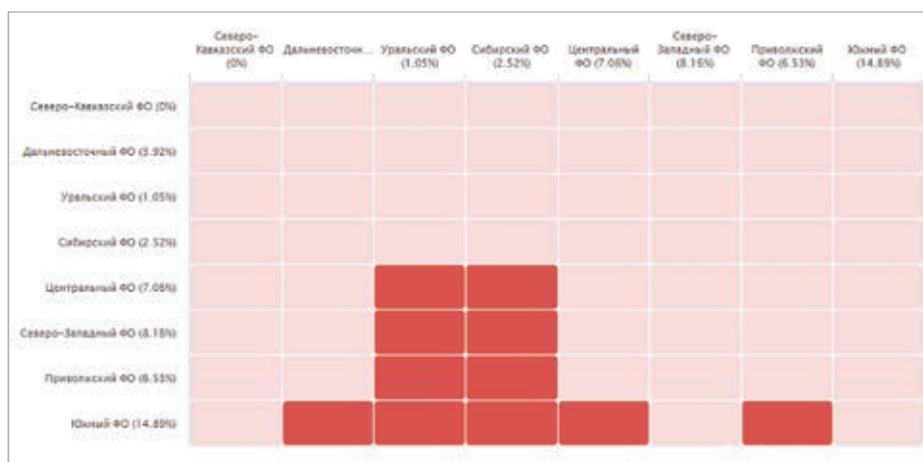 Северо-
Кавказский ФО
(0%)
Дальневосточн...
Уральский ФО
(1.05%)
Сибирский ФО
(2.52%)
Центральный
ФО (7.06%)
Северо-
Западный ФО
(8.16%)
Приволжский
ФО (6.53%)
Южный ФО
(14.89%)
Северо-Кавказский ФО (0%)
Дальневосточный ФО (3.92%)
Уральский ФО (1.05%)
Сибирский ФО (2.52%)
Центральный ФО (7.06%)
Северо-Западный ФО (8.16%)
Приволжский ФО (6.53%)
Южный ФО (14.89%)